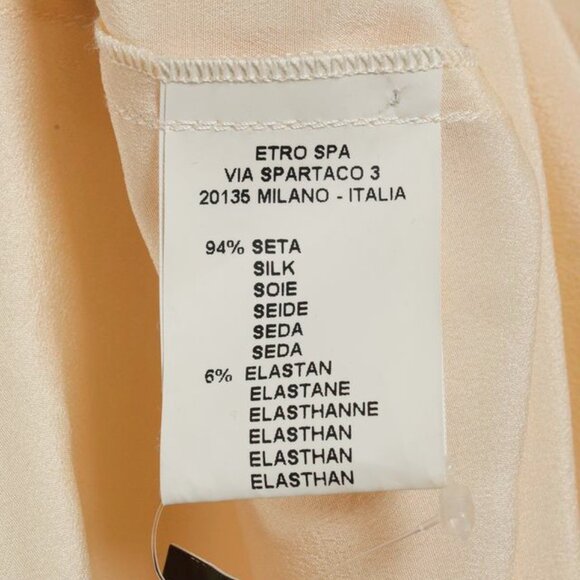 ETRO SPA
VIA SPARTACO 3
20135 MILANO - ITALIA
94% SETA
SILK
SOIE
SEIDE
SEDA
SEDA
6% ELASTAN
ELASTANE
ELASTHANNE
ELASTHAN
ELASTHAN
ELASTHAN